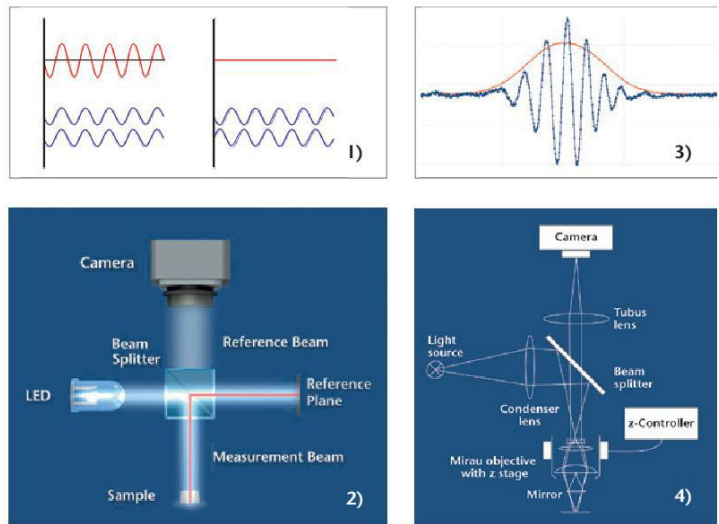 1)
3)
Camera
Beam
Splitter
Reference Beam
LED
Reference
Plane
Measurement Beam
Sample
2)
Camera
Tubus
lens
Light
source
Beam
splitter
Condenser
lens
z-Controller
Mirau objective
with z stage
Mirror
4)